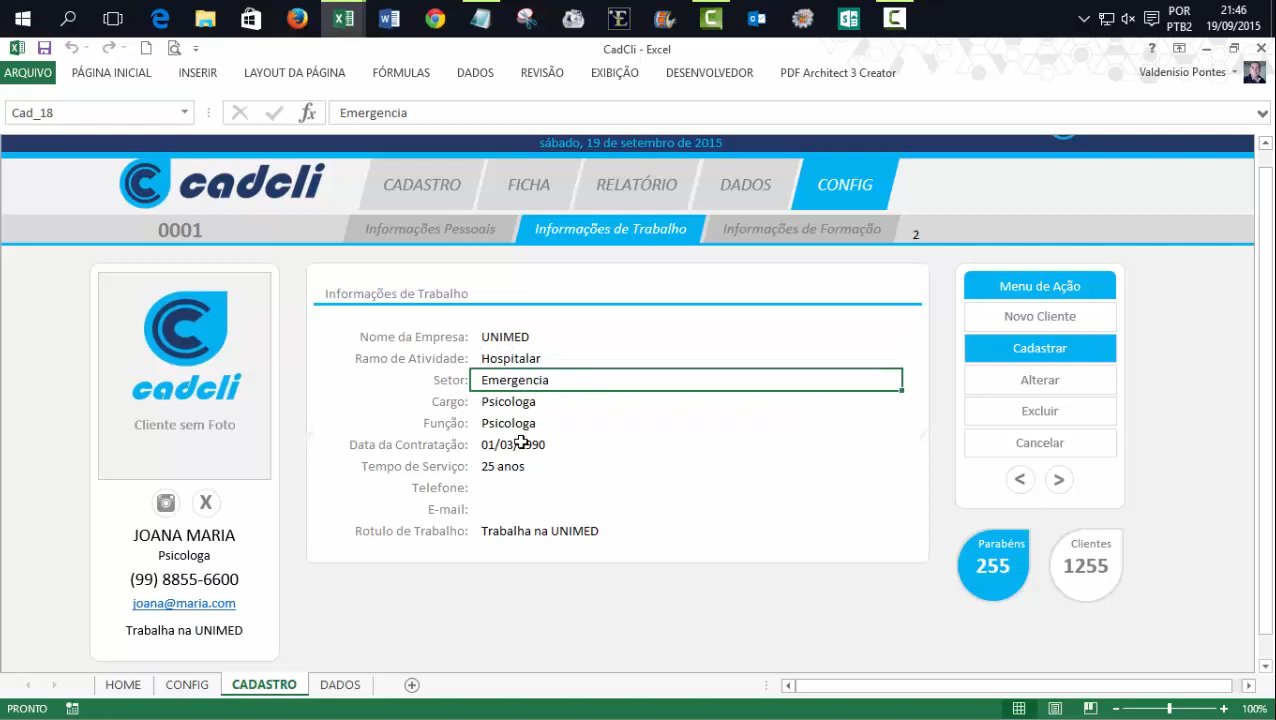 POR
PTB2
21:46
19/09/2015
CadCli - Excel
ARQUIVO
PÁGINA INICIAL
INSERIR
LAYOUT DA PÁGINA
FÓRMULAS
DADOS
REVISÃO
EXIBIÇÃO
DESENVOLVEDOR
PDF Architect 3 Creator
Valdenisio Pontes
Cad_18
fx
Emergencia
sábado, 19 de setembro de 2015
cadcli
CADASTRO
FICHA
RELATÓRIO
DADOS
CONFIG
0001
Informações Pessoais
Informações de Trabalho
Informações de Formação
2
cadcli
Cliente sem Foto
X
JOANA MARIA
Psicologa
(99) 8855-6600
joana@maria.com
Trabalha na UNIMED
Informações de Trabalho
Nome da Empresa: UNIMED
Ramo de Atividade: Hospitalar
Setor: Emergencia
Cargo: Psicologa
Função: Psicologa
Data da Contratação: 01/03/1990
Tempo de Serviço: 25 anos
Telefone:
E-mail:
Rotulo de Trabalho: Trabalha na UNIMED
Menu de Ação
Novo Cliente
Cadastrar
Alterar
Excluir
Cancelar
< >
Parabéns
255
Clientes
1255
HOME
CONFIG
CADASTRO
DADOS
PRONTO
100%